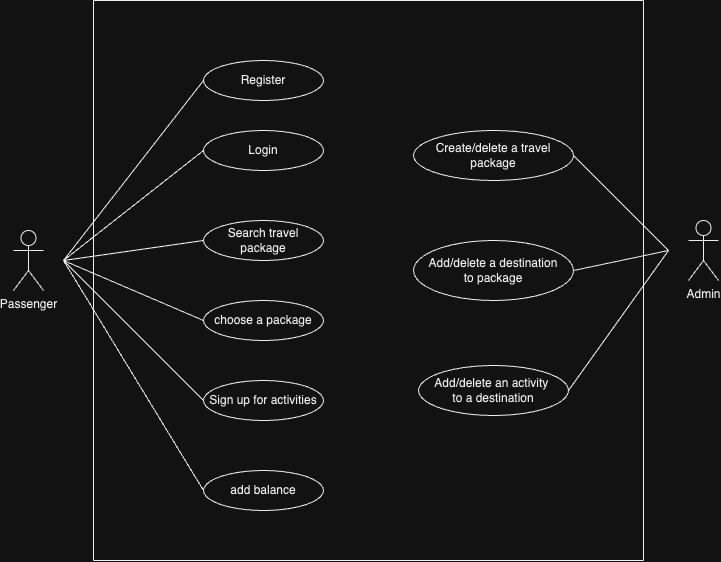 Register
Login
Search travel
package
choose a package
Sign up for activities
add balance
Passenger
Create/delete a travel
package
Add/delete a destination
to package
Add/delete an activity
to a destination
Admin